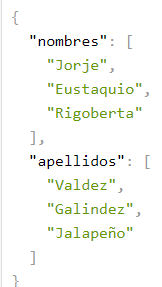 {
  "nombres": [
    "Jorje",
    "Eustaquio",
    "Rigoberta"
  ],
  "apellidos": [
    "Valdez",
    "Galindez",
    "Jalapeño"
  ]
}